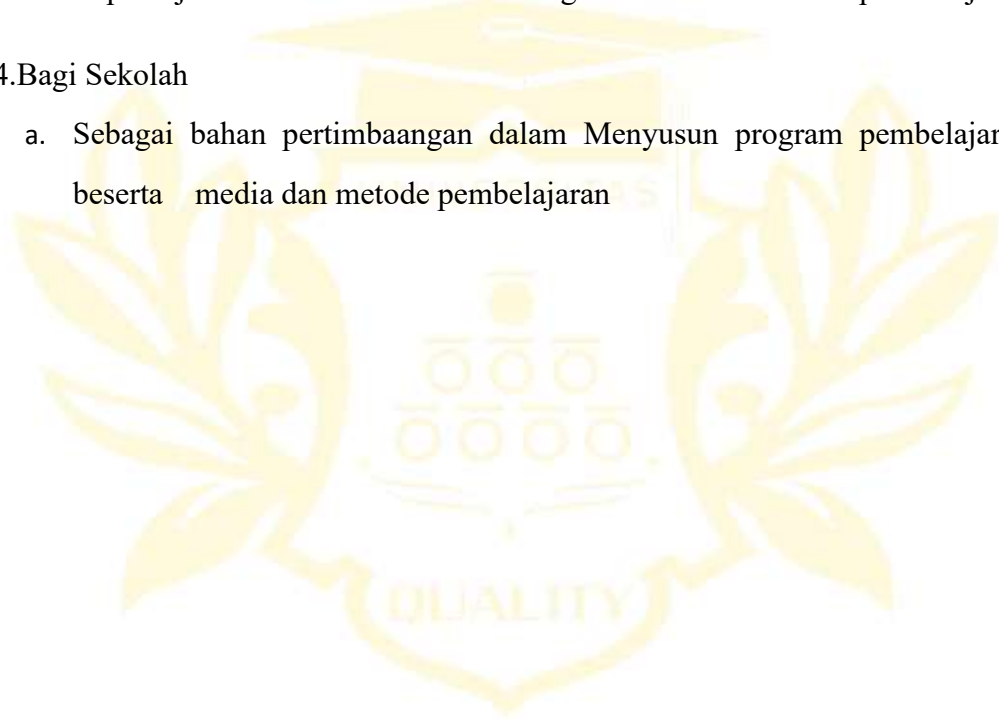 4.Bagi Sekolah
a. Sebagai bahan pertimbaangan dalam Menyusun program pembelajar
beserta media dan metode pembelajaran
QUALITY